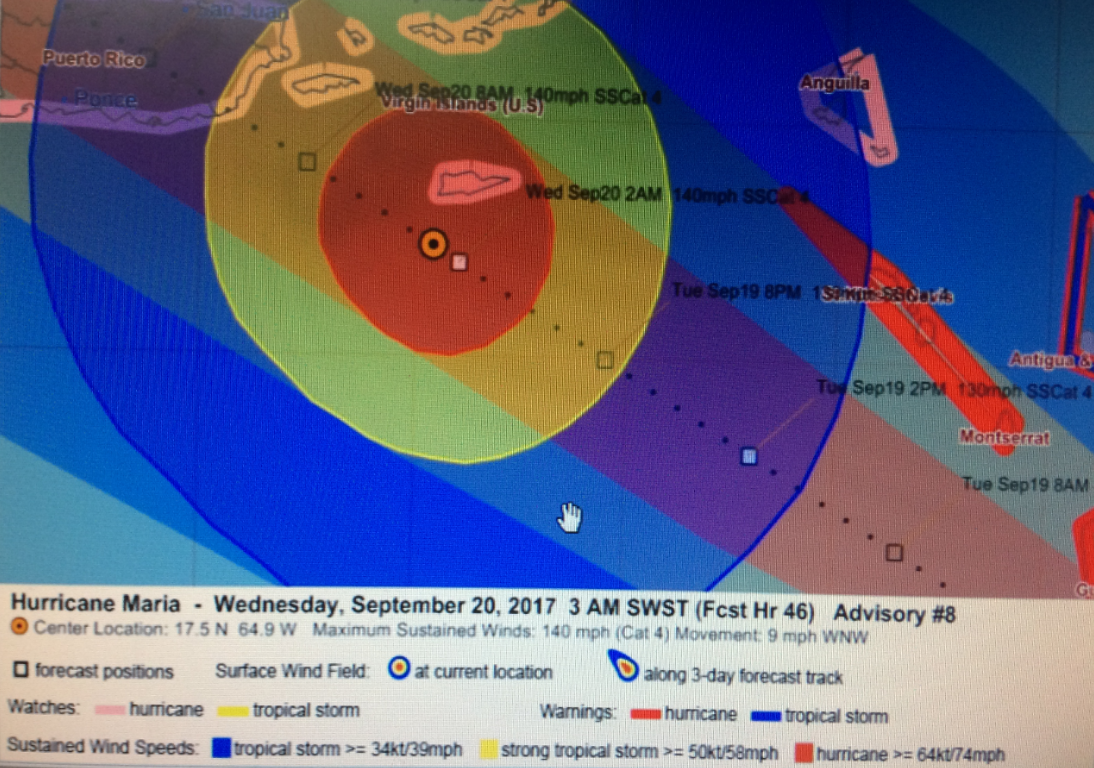 San Juan
Puerto Rico
Ponce
Wed Sep20 8AM 140mph SSCat 4
Virgin Islands (U.S)
Anguilla
Wed Sep20 2AM 140mph SSCat 4
Tue Sep19 8PM
Antigua &
Tue Sep19 2PM 130mph SSCat 4
Montserrat
Tue Sep19 8AM
Hurricane Maria - Wednesday, September 20, 2017 3 AM SWST (Fcst Hr 46) Advisory #8
Center Location: 17.5 N 64.9 W Maximum Sustained Winds: 140 mph (Cat 4) Movement: 9 mph WNW
forecast positions Surface Wind Field: at current location along 3-day forecast track
Watches: hurricane tropical storm Warnings: hurricane tropical storm
Sustained Wind Speeds: tropical storm >= 34kt/39mph strong tropical storm >= 50kt/58mph hurricane >= 64kt/74mph